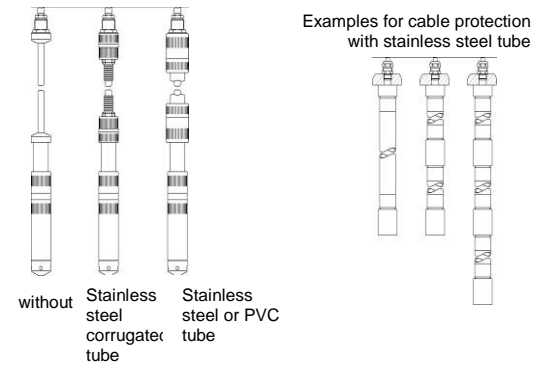 Examples for cable protection
with stainless steel tube
without
Stainless
steel
corrugated
tube
Stainless
steel or PVC
tube